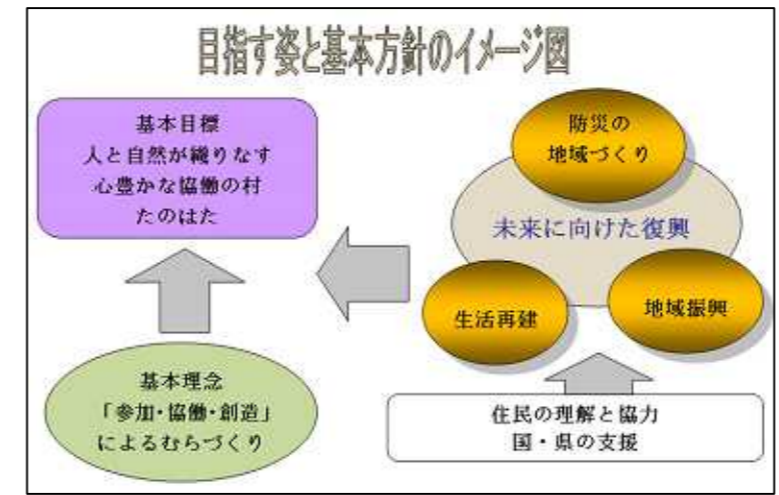 目指す姿と基本方針のイメージ図
基本目標
人と自然が織りなす
心豊かな協働の村
たのはた
防災の
地域づくり
未来に向けた復興
生活再建
地域振興
基本理念
「参加・協働・創造」
によるむらづくり
住民の理解と協力
国・県の支援